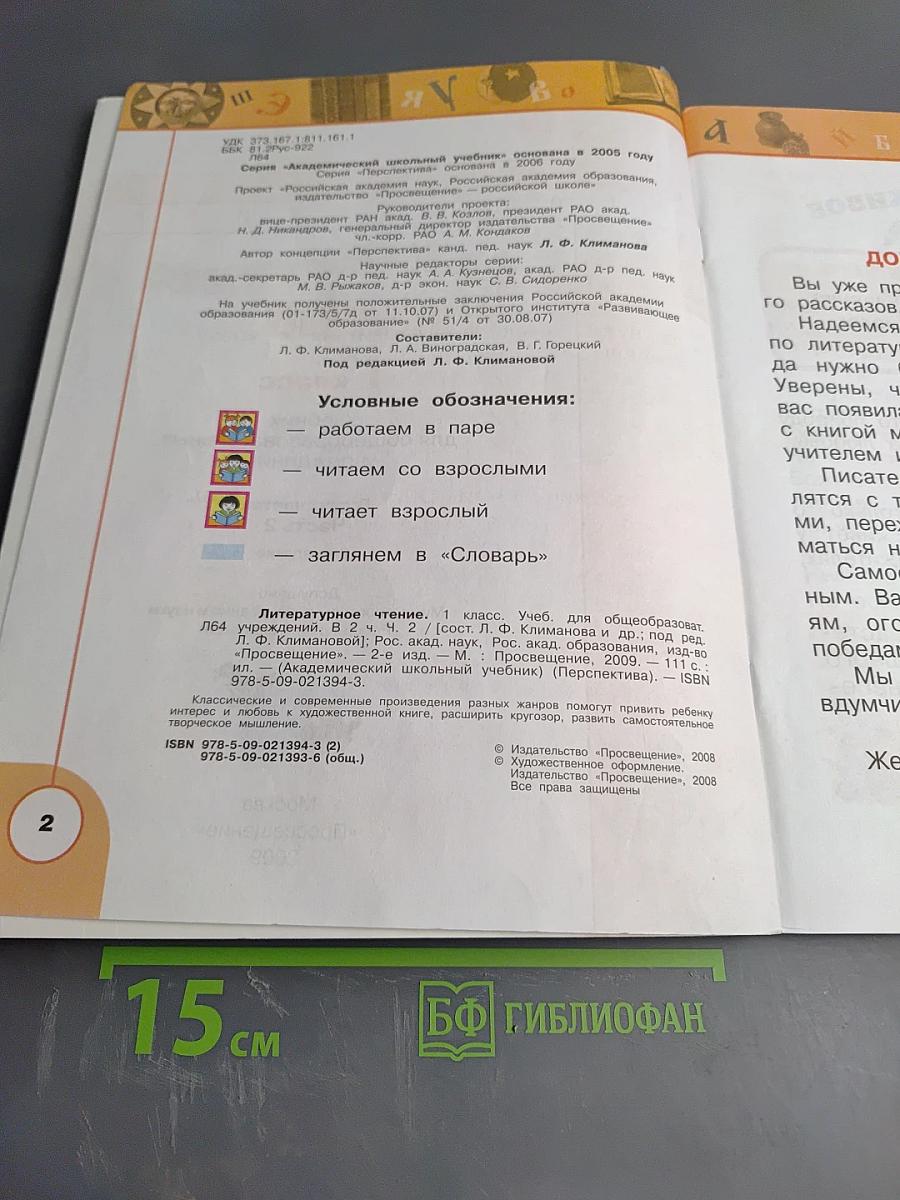 Ш Э Я У В О
УДК 373.167.1:811.161.1
ББК 81.2Рус-922
Л64
Серия «Академический школьный учебник» основана в 2005 году
Серия «Перспектива» основана в 2006 году
Проект «Российская академия наук, Российская академия образования,
издательство «Просвещение» — российской школе»
Руководители проекта:
вице-президент РАН акад. В. В. Козлов, президент РАО акад.
Н. Д. Никандров, генеральный директор издательства «Просвещение»
чл.-корр. РАО А. М. Кондаков
Автор концепции «Перспектива» канд. пед. наук Л. Ф. Климанова
Научные редакторы серии:
акад.-секретарь РАО д-р пед. наук А. А. Кузнецов, акад. РАО д-р пед. наук
М. В. Рыжаков, д-р экон. наук С. В. Сидоренко
На учебник получены положительные заключения Российской академии
образования (01-173/5/7д от 11.10.07) и Открытого института «Развивающее
образование» (№ 51/4 от 30.08.07)
Составители:
Л. Ф. Климанова, Л. А. Виноградская, В. Г. Горецкий
Под редакцией Л. Ф. Климановой
Условные обозначения:
— работаем в паре
— читаем со взрослыми
— читает взрослый
— заглянем в «Словарь»
Литературное чтение. 1 класс. Учеб. для общеобразоват.
Л64 учреждений. В 2 ч. Ч. 2 / [сост. Л. Ф. Климанова и др.; под ред.
Л. Ф. Климановой]; Рос. акад. наук, Рос. акад. образования, изд-во
«Просвещение». — 2-е изд. — М. : Просвещение, 2009. — 111 с. :
ил. — (Академический школьный учебник) (Перспектива). — ISBN
978-5-09-021394-3.
Классические и современные произведения разных жанров помогут привить ребенку
интерес и любовь к художественной книге, расширить кругозор, развить самостоятельное
творческое мышление.
ISBN 978-5-09-021394-3 (2)
978-5-09-021393-6 (общ.)
© Издательство «Просвещение», 2008
© Художественное оформление.
Издательство «Просвещение», 2008
Все права защищены
2
А Й Б
ДО
Вы уже пр
го рассказов
Надеемся
по литерату
да нужно
Уверены, ч
вас появила
с книгой м
учителем и
Писате
лятся с т
ми, переж
маться н
Самос
ным. Ва
ям, ого
победам
Мы
вдумчи
Же
15 см
БФ ГИБЛИОФАН